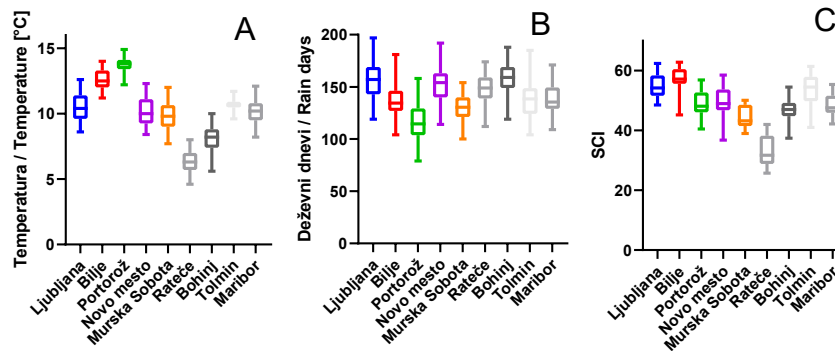 A
Temperatura / Temperature [°C]
15
10
5
0
Ljubljana
Bilje
Portorož
Novo mesto
Murska Sobota
Rateče
Bohinj
Tolmin
Maribor
B
Deževni dnevi / Rain days
200
150
100
50
0
Ljubljana
Bilje
Portorož
Novo mesto
Murska Sobota
Rateče
Bohinj
Tolmin
Maribor
C
SCI
60
40
20
0
Ljubljana
Bilje
Portorož
Novo mesto
Murska Sobota
Rateče
Bohinj
Tolmin
Maribor